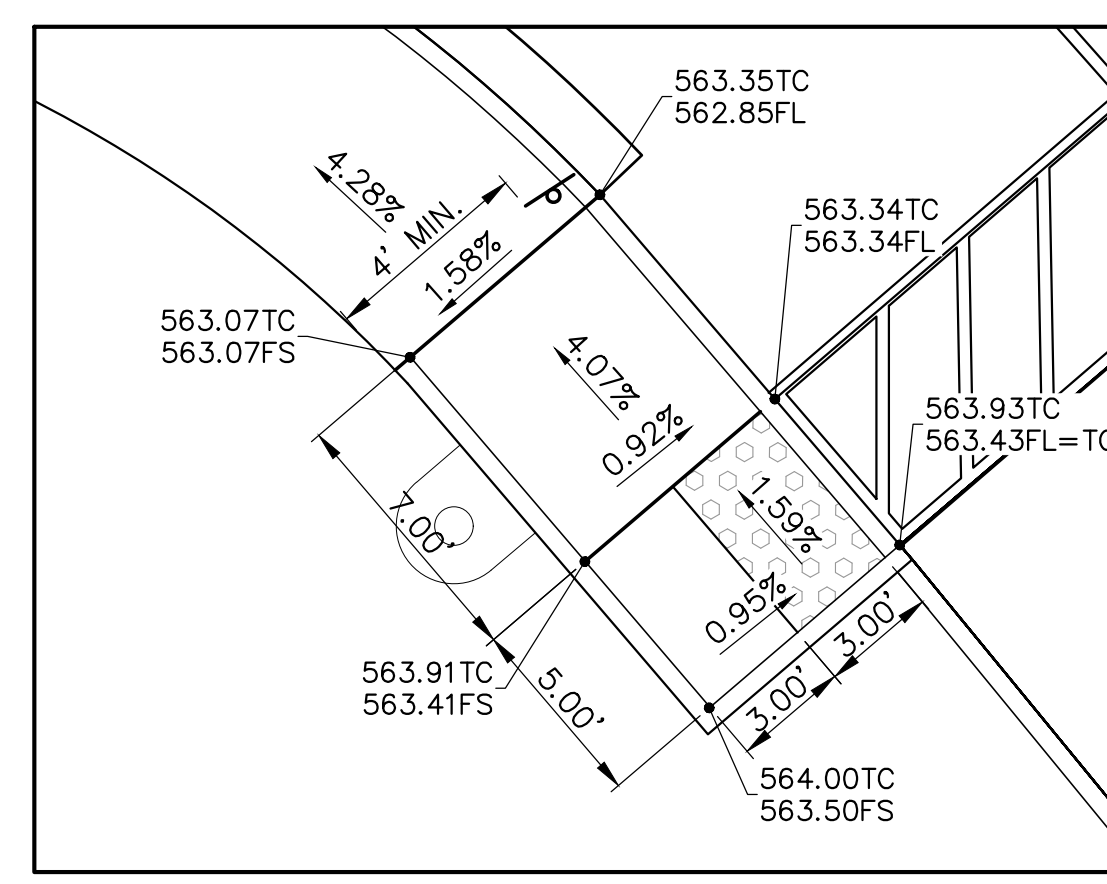 563.35TC
562.85FL
4.28%
4' MIN.
1.58%
563.34TC
563.34FL
563.07TC
563.07FS
4.07%
0.92%
563.93TC
563.43FL=TC
7.00'
1.59%
0.95%
3.00'
3.00'
563.91TC
563.41FS
5.00'
564.00TC
563.50FS